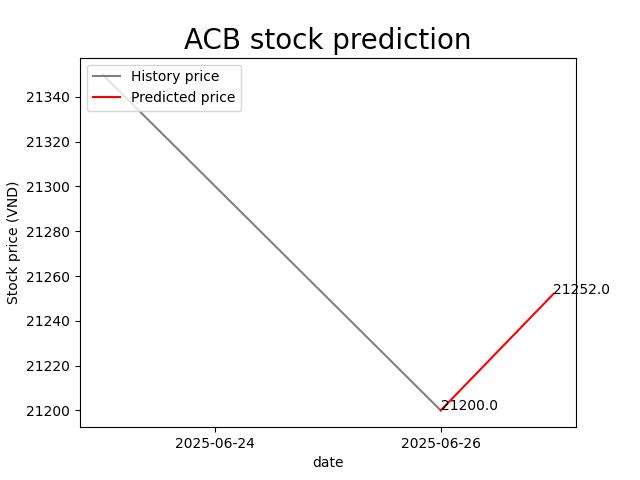 ACB stock prediction
History price
Predicted price
21340
21320
21300
21280
21260
21240
21220
21200
Stock price (VND)
21252.0
21200.0
2025-06-24
2025-06-26
date